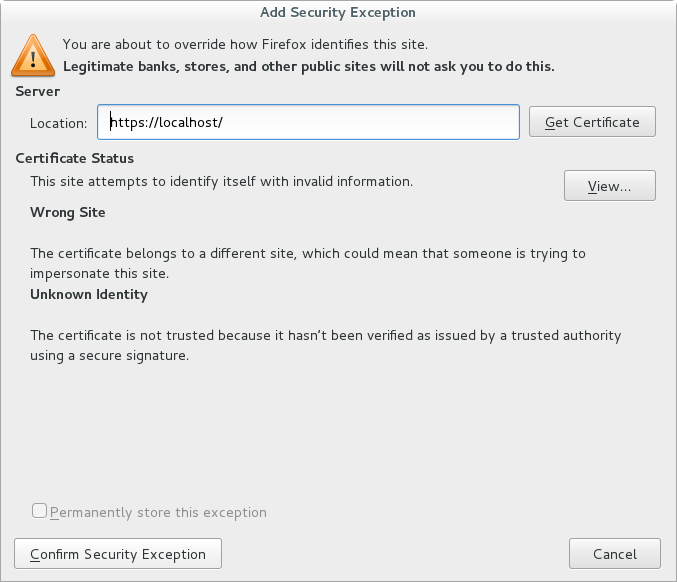 Add Security Exception
You are about to override how Firefox identifies this site.
Legitimate banks, stores, and other public sites will not ask you to do this.
Server
Location: https://localhost/ Get Certificate
Certificate Status
This site attempts to identify itself with invalid information.
View...
Wrong Site
The certificate belongs to a different site, which could mean that someone is trying to
impersonate this site.
Unknown Identity
The certificate is not trusted because it hasn't been verified as issued by a trusted authority
using a secure signature.
Permanently store this exception
Confirm Security Exception Cancel